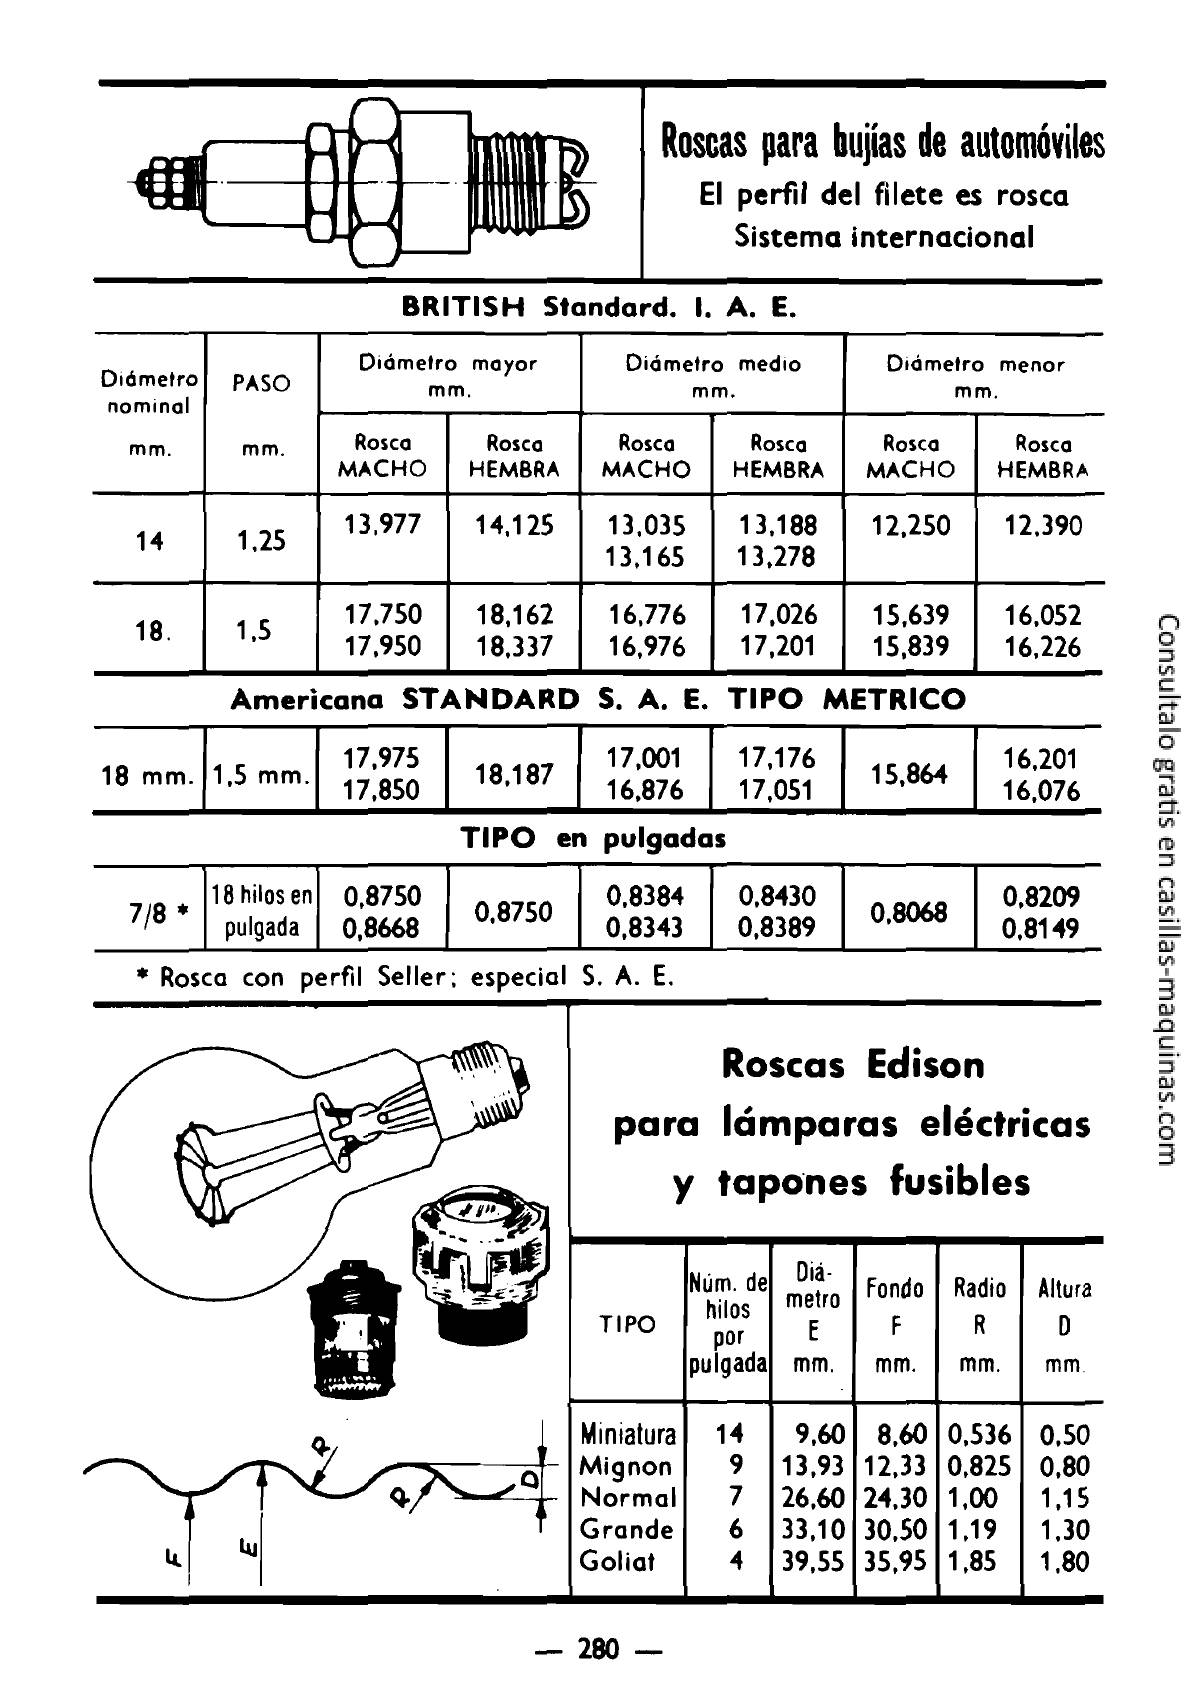 Roscas para bujías de automóviles
El perfil del filete es rosca
Sistema internacional
BRITISH Standard. I. A. E.
Diámetro nominal mm. PASO mm. Diámetro mayor mm. Diámetro medio mm. Diámetro menor mm.
Rosca MACHO Rosca HEMBRA Rosca MACHO Rosca HEMBRA Rosca MACHO Rosca HEMBRA
14 1,25 13,977 14,125 13,035 13,188 12,250 12,390
13,165 13,278
18. 1,5 17,750 18,162 16,776 17,026 15,639 16,052
17,950 18,337 16,976 17,201 15,839 16,226
Americana STANDARD S. A. E. TIPO METRICO
18 mm. 1,5 mm. 17,975 18,187 17,001 17,176 15,864 16,201
17,850 16,876 17,051 16,076
TIPO en pulgadas
7/8 * 18 hilos en pulgada 0,8750 0,8750 0,8384 0,8430 0,8068 0,8209
0,8668 0,8343 0,8389 0,8149
* Rosca con perfil Seller; especial S. A. E.
Roscas Edison
para lámparas eléctricas
y tapones fusibles
TIPO Núm. de hilos por pulgada Diá-metro E mm. Fondo F mm. Radio R mm. Altura D mm.
Miniatura 14 9,60 8,60 0,536 0,50
Mignon 9 13,93 12,33 0,825 0,80
Normal 7 26,60 24,30 1,00 1,15
Grande 6 33,10 30,50 1,19 1,30
Goliat 4 39,55 35,95 1,85 1,80
R
R
D
F
E
— 280 —
Consultalo gratis en casillas-maquinas.com